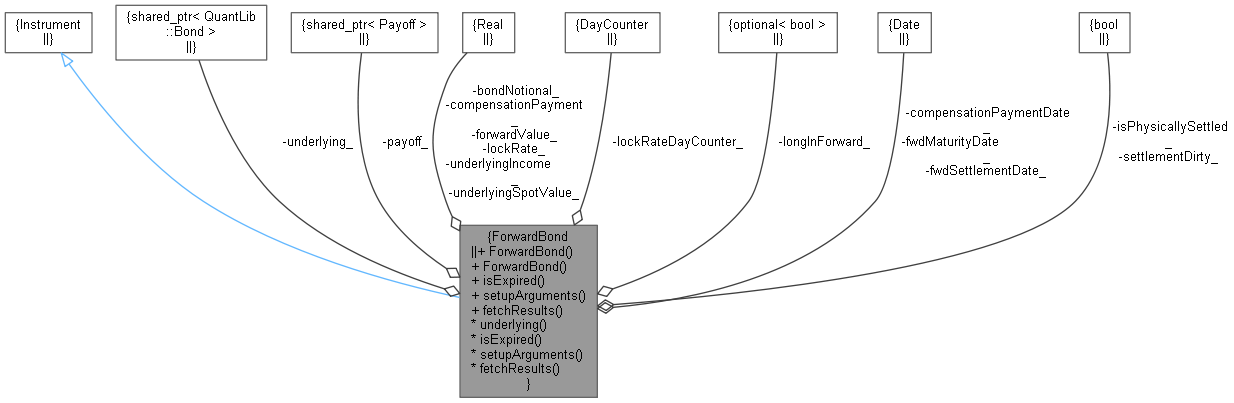 {Instrument
||}
{shared_ptr< QuantLib
::Bond >
||}
{shared_ptr< Payoff >
||}
{Real
||}
{DayCounter
||}
{optional< bool >
||}
{Date
||}
{bool
||}
-underlying_
-payoff_
-bondNotional_
-compensationPayment
_
-forwardValue_
-lockRate_
-underlyingIncome
_
-underlyingSpotValue_
-lockRateDayCounter_
-longInForward_
-compensationPaymentDate
_
-fwdMaturityDate
_
-fwdSettlementDate_
-isPhysicallySettled
_
-settlementDirty_
{ForwardBond
||+ ForwardBond()
+ ForwardBond()
+ isExpired()
+ setupArguments()
+ fetchResults()
* underlying()
* isExpired()
* setupArguments()
* fetchResults()
}